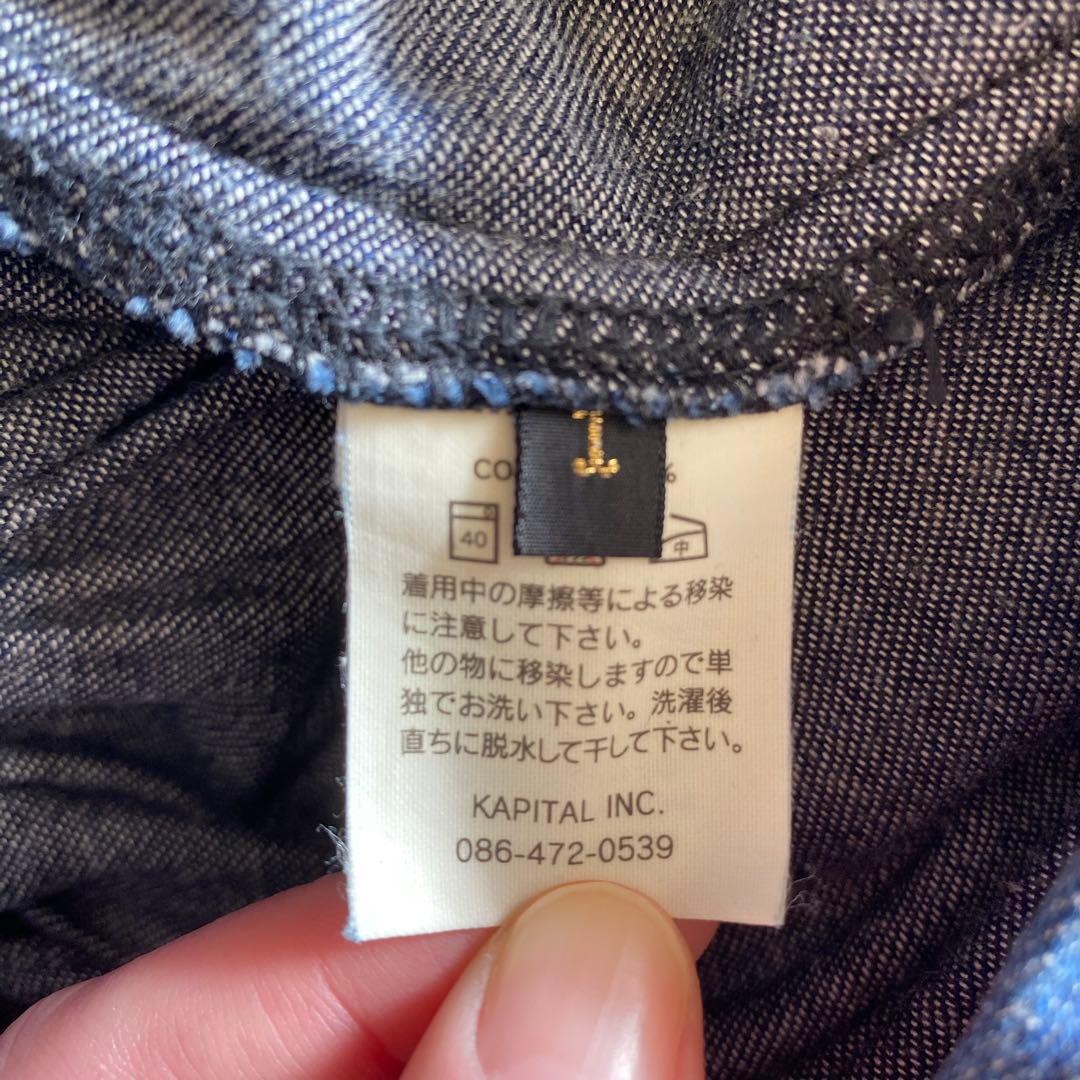 1
40
中
着用中の摩擦等による移染
に注意して下さい。
他の物に移染しますので単
独でお洗い下さい。洗濯後
直ちに脱水して干して下さい。
KAPITAL INC.
086-472-0539